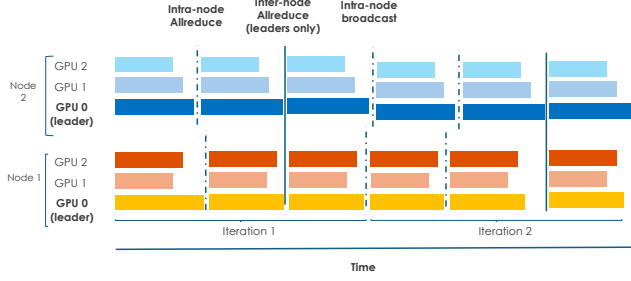 Intra-node
Allreduce
Inter-node
Allreduce
(leaders only)
Intra-node
broadcast
Node
2
GPU 2
GPU 1
GPU 0
(leader)
Node 1
GPU 2
GPU 1
GPU 0
(leader)
Iteration 1
Iteration 2
Time